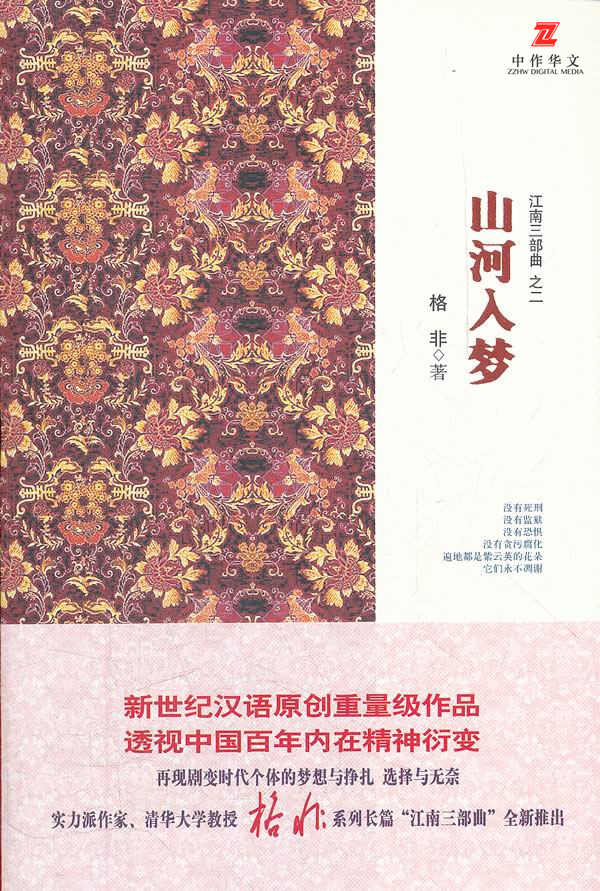 中作华文
ZZHW DIGITAL MEDIA
江南三部曲 之二
山河入梦
格 非◇著
没有死刑
没有监狱
没有恐惧
没有贪污腐化
遍地都是紫云英的花朵
它们永不凋谢
新世纪汉语原创重量级作品
透视中国百年内在精神衍变
再现剧变时代个体的梦想与挣扎 选择与无奈
实力派作家、清华大学教授 格非 系列长篇“江南三部曲”全新推出